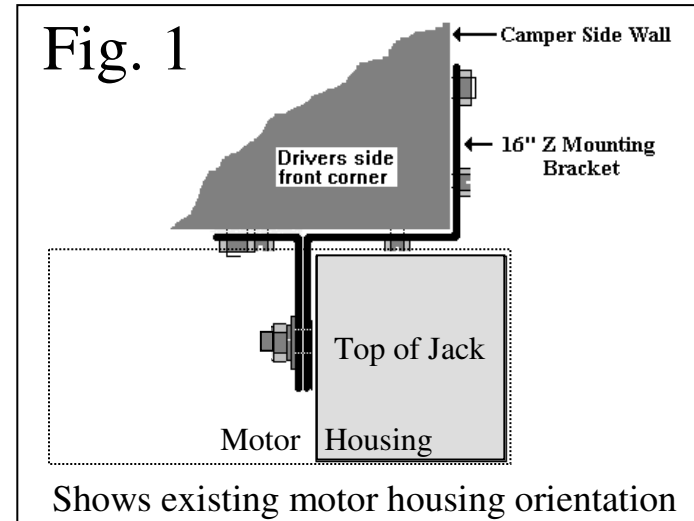 Fig. 1
Camper Side Wall
16" Z Mounting
Bracket
Drivers side
front corner
Top of Jack
Motor Housing
Shows existing motor housing orientation